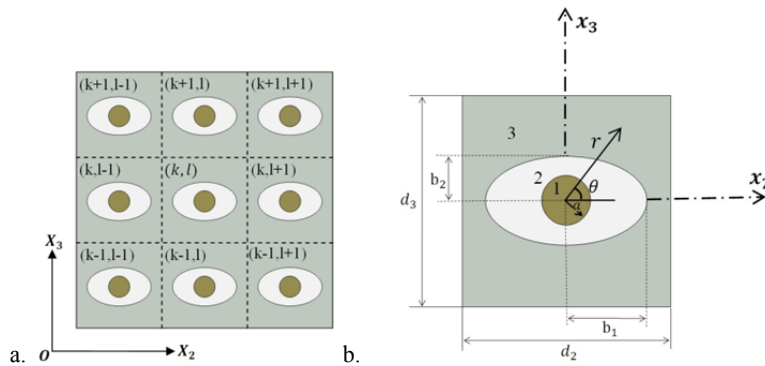 (k+1,l-1) (k+1,l) (k+1,l+1)
(k,l-1) (k,l) (k,l+1)
(k-1,l-1) (k-1,l) (k-1,l+1)
X₃
O X₂
a.
x₃
3
r
b₂ 2 1 θ x₂
a
d₃
b₁
d₂
b.